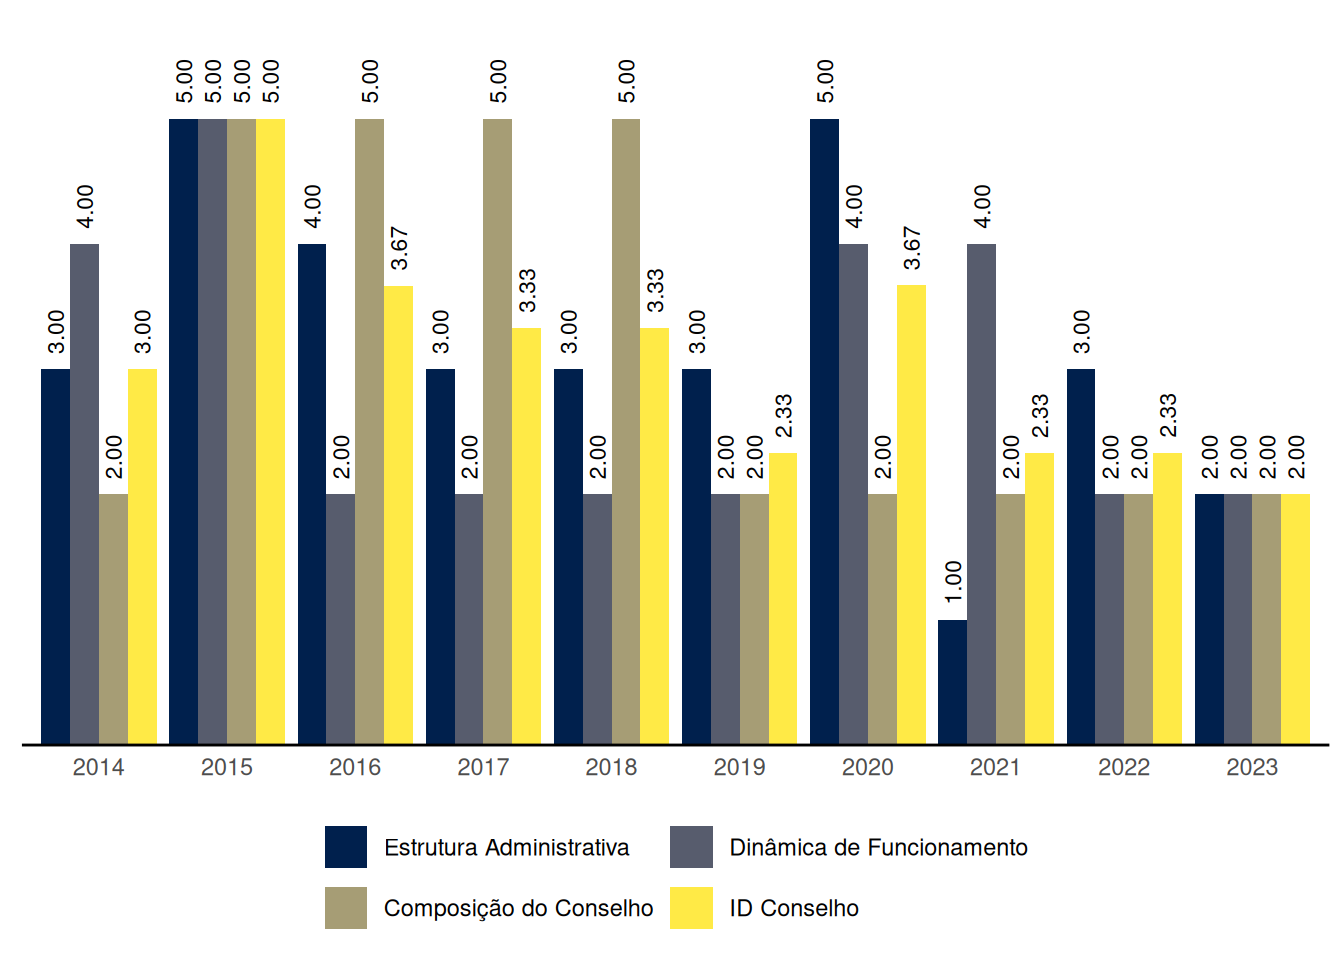 5.00 5.00 5.00 5.00 5.00 5.00 5.00 5.00
4.00 4.00 4.00 4.00
3.67 3.67
3.33 3.33
3.00 3.00 3.00 3.00 3.00 3.00
2.33 2.33 2.33
2.00 2.00 2.00 2.00 2.00 2.00 2.00 2.00 2.00 2.00 2.00 2.00 2.00 2.00
1.00
2014 2015 2016 2017 2018 2019 2020 2021 2022 2023
Estrutura Administrativa Dinâmica de Funcionamento
Composição do Conselho ID Conselho